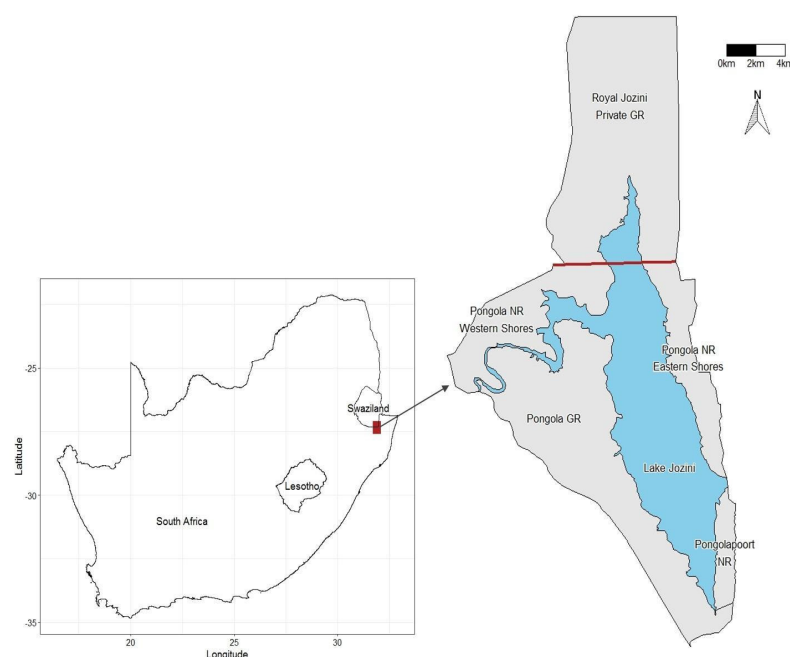 Royal Jozini
Private GR
0km 2km 4km
N
Pongola NR
Western Shores
Pongola NR
Eastern Shores
Pongola GR
Lake Jozini
Pongolapoort
NR
Latitude
-25
-30
-35
Swaziland
Lesotho
South Africa
20 25 30
Longitude